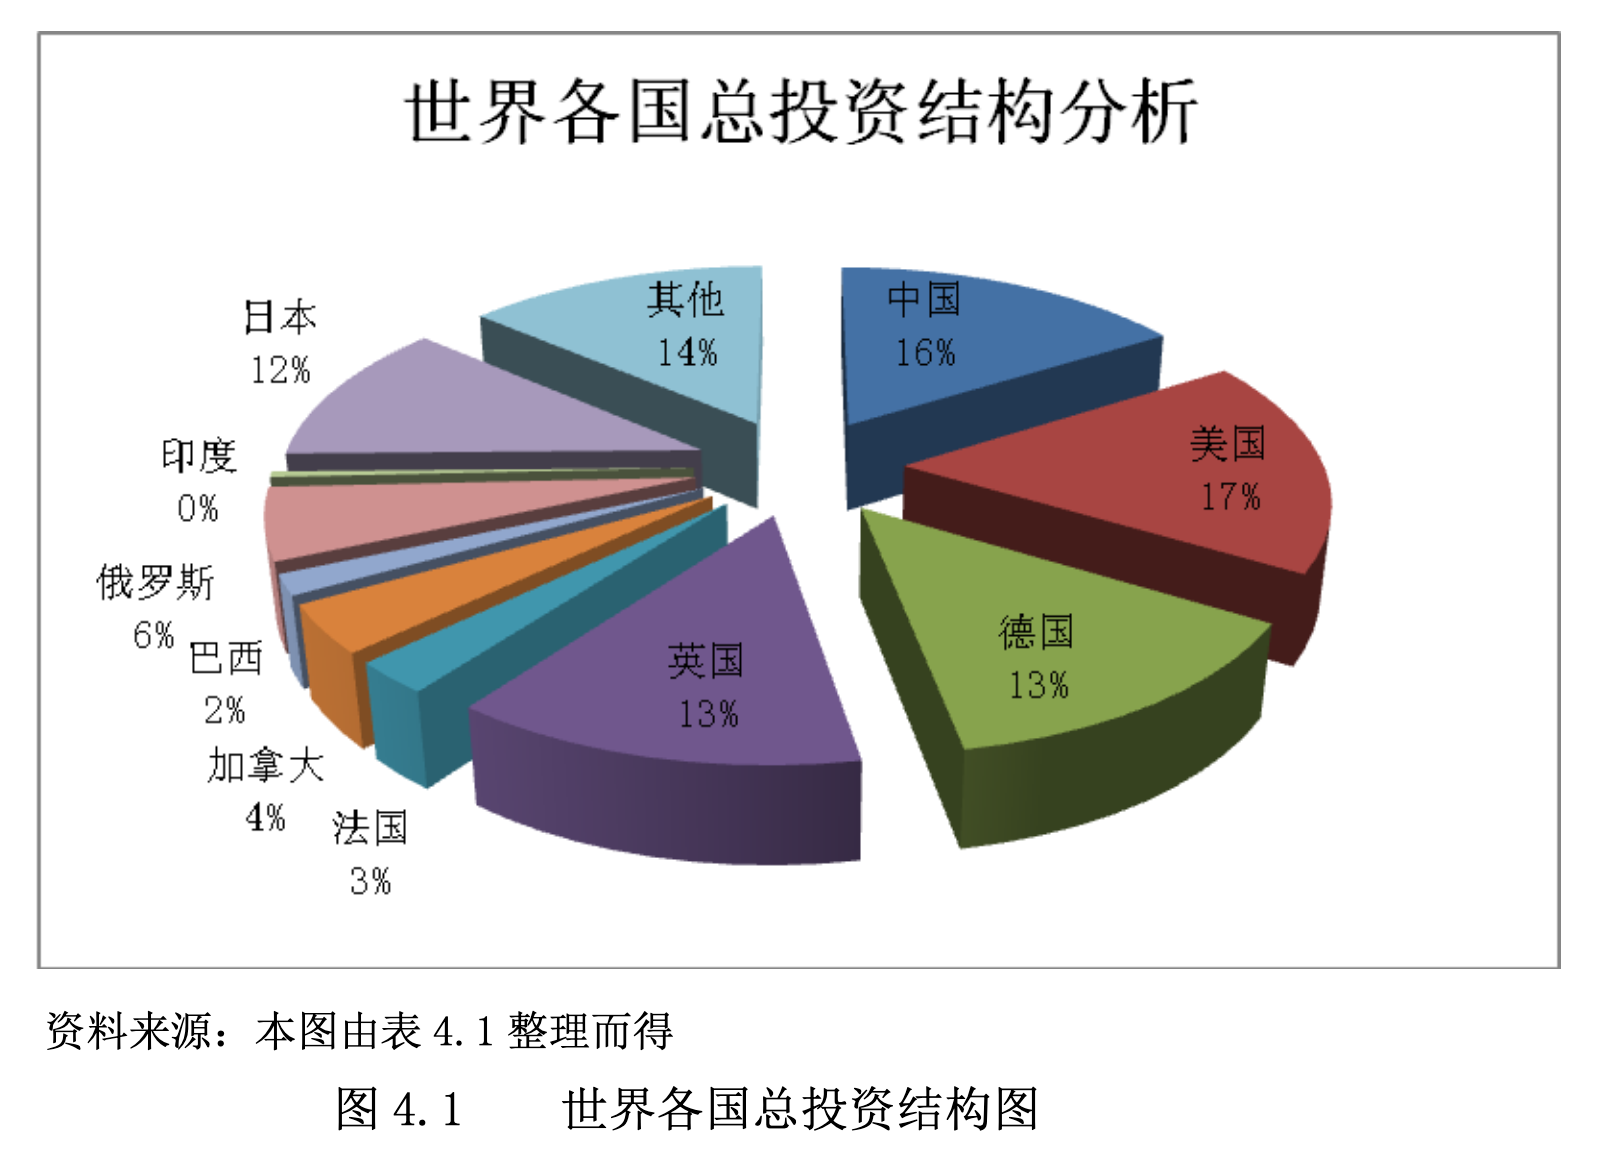 世界各国总投资结构分析
其他
14%
中国
16%
美国
17%
德国
13%
英国
13%
法国
3%
加拿大
4%
巴西
2%
俄罗斯
6%
印度
0%
日本
12%
资料来源：本图由表 4.1 整理而得
图 4.1 世界各国总投资结构图